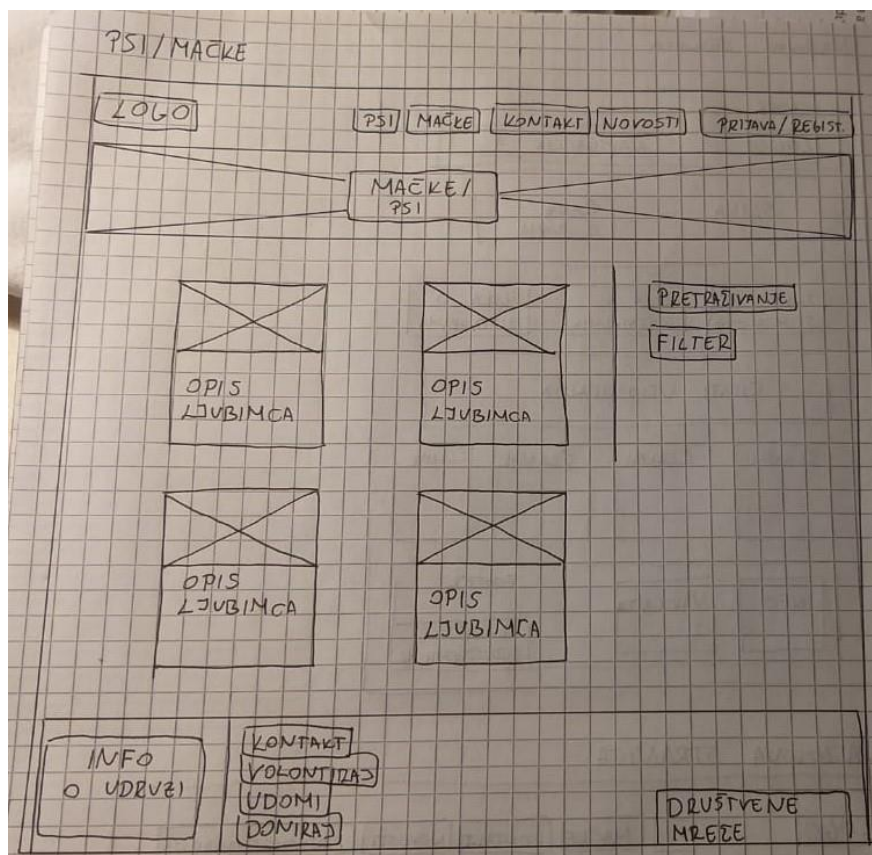 PSI/MAČKE
LOGO
PSI MAČKE KONTAKT NOVOSTI PRIJAVA/REGIST.
MAČKE/
PSI
PRETRAŽIVANJE
FILTER
OPIS OPIS
LJUBIMCA LJUBIMCA
OPIS OPIS
LJUBIMCA LJUBIMCA
INFO
O UDRUZI
KONTAKT
VOLONTIRAJ
UDOMI
DONIRAJ
DRUŠTVENE
MREŽE